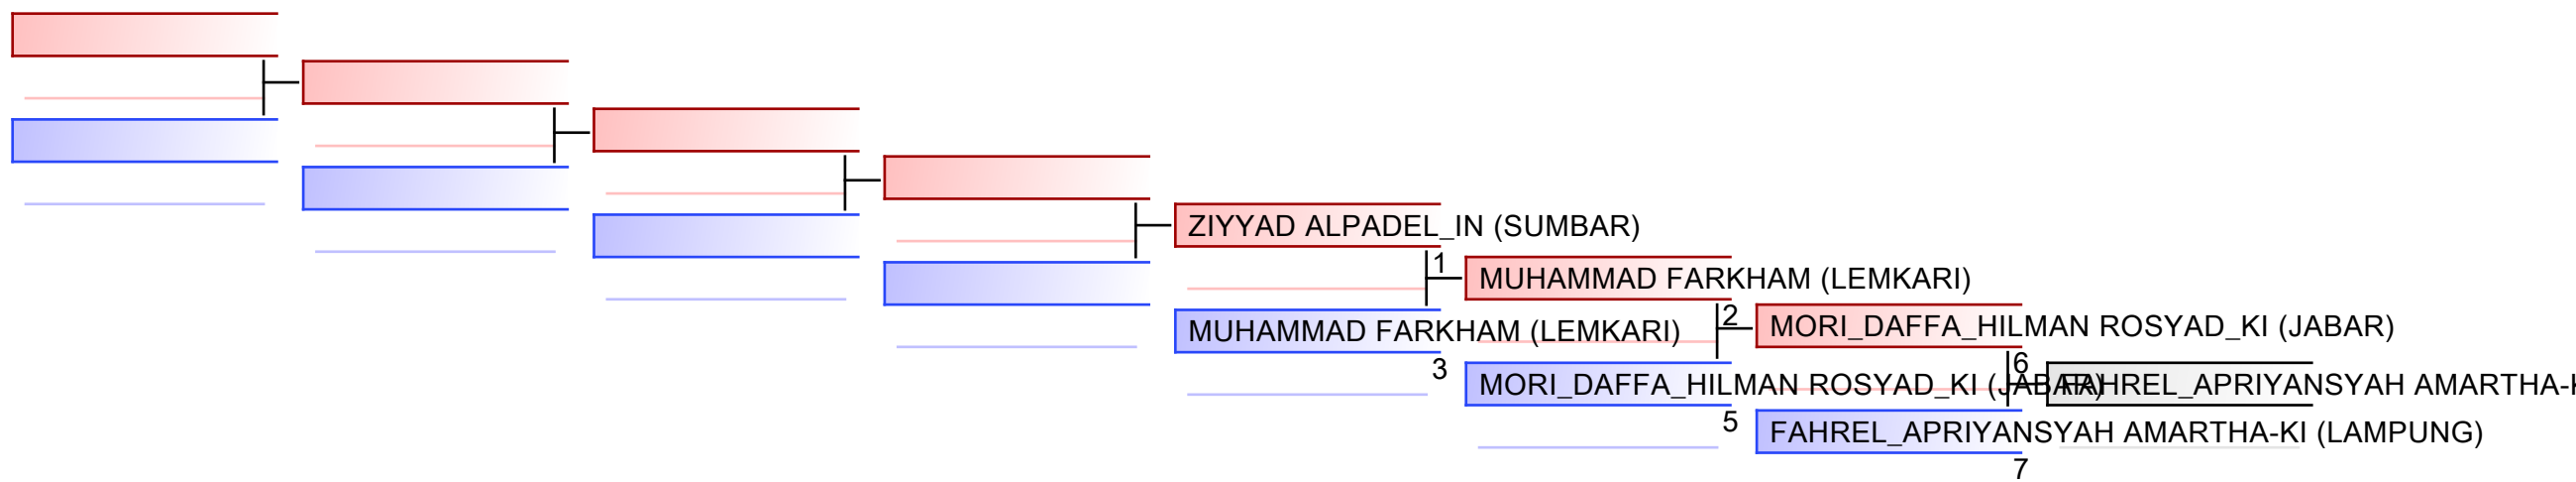 ZIYYAD ALPADEL_IN (SUMBAR)
1
MUHAMMAD FARKHAM (LEMKARI)
MUHAMMAD FARKHAM (LEMKARI)
3
2
MORI_DAFFA_HILMAN ROSYAD_KI (JABAR)
MORI_DAFFA_HILMAN ROSYAD_KI (JABAR)
5
6
FAHREL_APRIYANSYAH AMARTHA-K
FAHREL_APRIYANSYAH AMARTHA-KI (LAMPUNG)
7